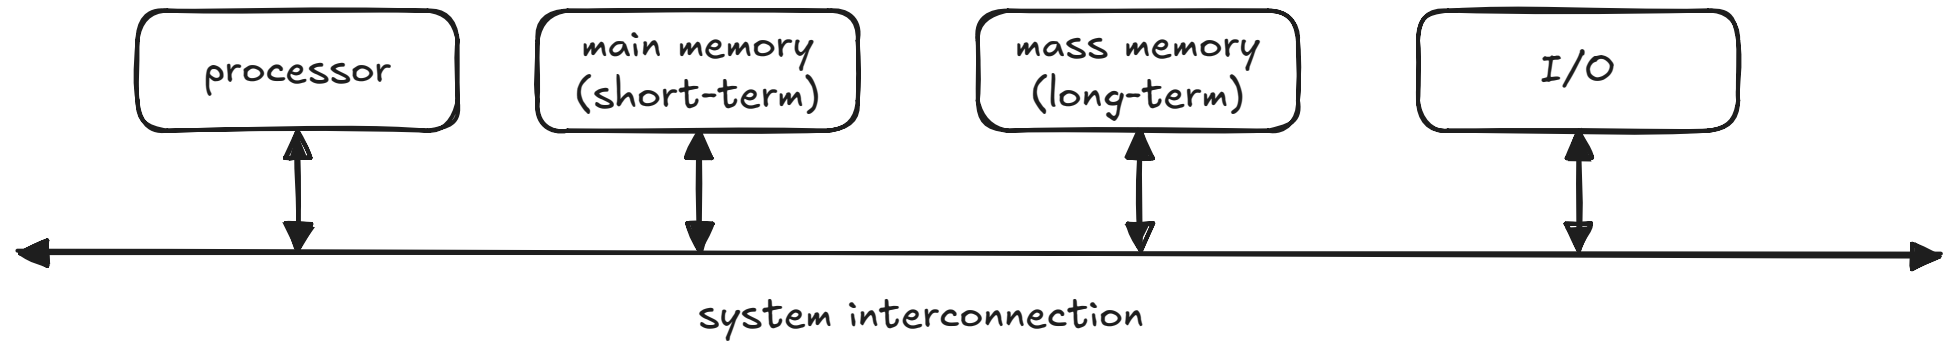 processor
main memory
(short-term)
mass memory
(long-term)
I/O
system interconnection